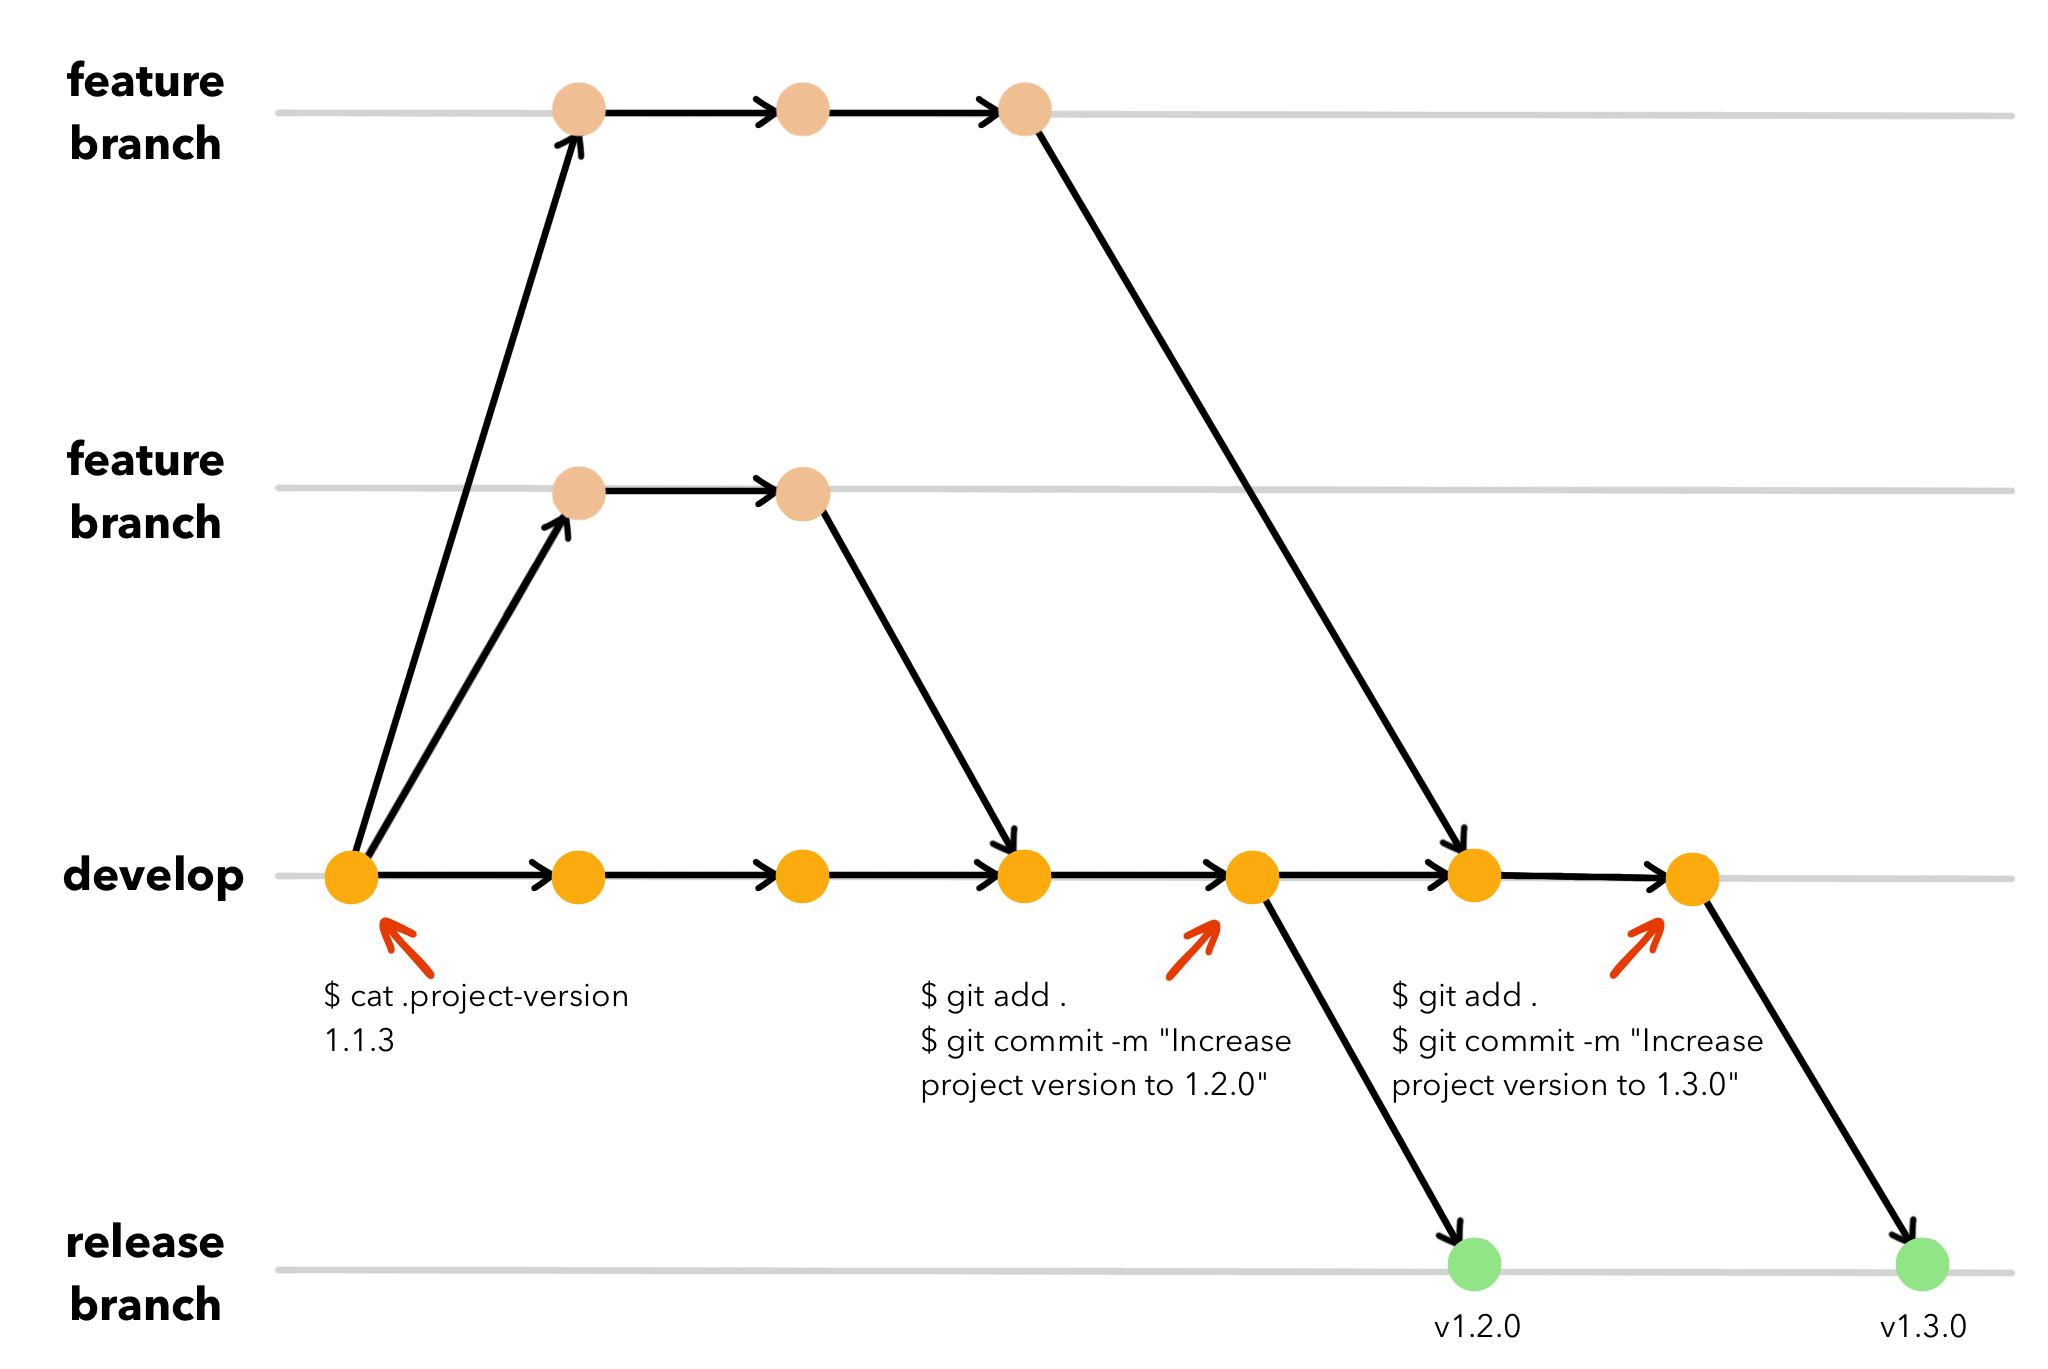 feature
branch
feature
branch
develop
$ cat .project-version
1.1.3
$ git add .
$ git commit -m "Increase
project version to 1.2.0"
$ git add .
$ git commit -m "Increase
project version to 1.3.0"
release
branch
v1.2.0
v1.3.0